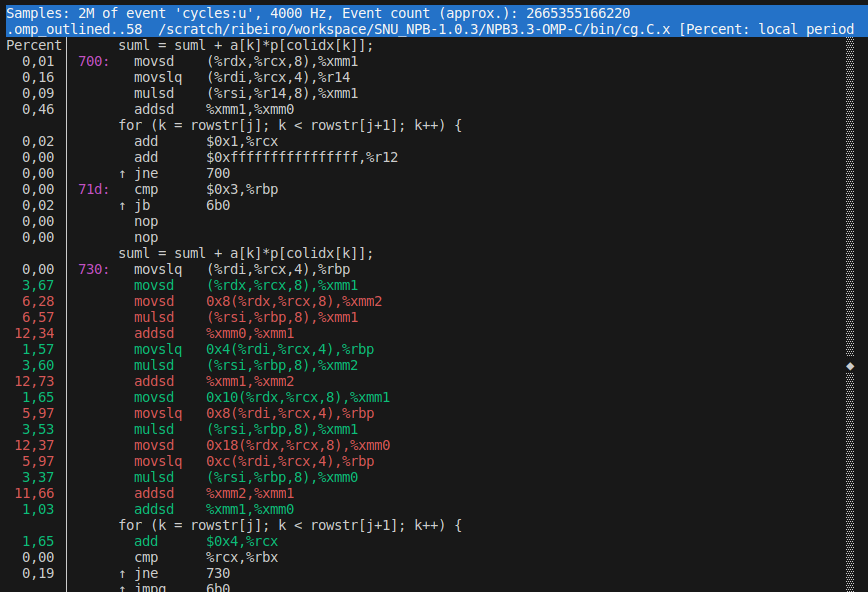 Samples: 2M of event 'cycles:u', 4000 Hz, Event count (approx.): 2665355166220
.omp_outlined..58  /scratch/ribeiro/workspace/SNU_NPB-1.0.3/NPB3.3-OMP-C/bin/cg.C.x [Percent: local period
Percent       suml = suml + a[k]*p[colidx[k]];
  0,01   700:   movsd    (%rdx,%rcx,8),%xmm1
  0,16          movslq   (%rdi,%rcx,4),%r14
  0,09          mulsd    (%rsi,%r14,8),%xmm1
  0,46          addsd    %xmm1,%xmm0
              for (k = rowstr[j]; k < rowstr[j+1]; k++) {
  0,02          add      $0x1,%rcx
  0,00          add      $0xffffffffffffffff,%r12
  0,00        ↑ jne      700
  0,00   71d:   cmp      $0x3,%rbp
  0,02        ↑ jb       6b0
  0,00          nop
  0,00          nop
              suml = suml + a[k]*p[colidx[k]];
  0,00   730:   movslq   (%rdi,%rcx,4),%rbp
  3,67          movsd    (%rdx,%rcx,8),%xmm1
  6,28          movsd    0x8(%rdx,%rcx,8),%xmm2
  6,57          mulsd    (%rsi,%rbp,8),%xmm1
 12,34          addsd    %xmm0,%xmm1
  1,57          movslq   0x4(%rdi,%rcx,4),%rbp
  3,60          mulsd    (%rsi,%rbp,8),%xmm2
 12,73          addsd    %xmm1,%xmm2
  1,65          movsd    0x10(%rdx,%rcx,8),%xmm1
  5,97          movslq   0x8(%rdi,%rcx,4),%rbp
  3,53          mulsd    (%rsi,%rbp,8),%xmm1
 12,37          movsd    0x18(%rdx,%rcx,8),%xmm0
  5,97          movslq   0xc(%rdi,%rcx,4),%rbp
  3,37          mulsd    (%rsi,%rbp,8),%xmm0
 11,66          addsd    %xmm2,%xmm1
  1,03          addsd    %xmm1,%xmm0
              for (k = rowstr[j]; k < rowstr[j+1]; k++) {
  1,65          add      $0x4,%rcx
  0,00          cmp      %rcx,%rbx
  0,19        ↑ jne      730
              ↑ jmpq     6b0